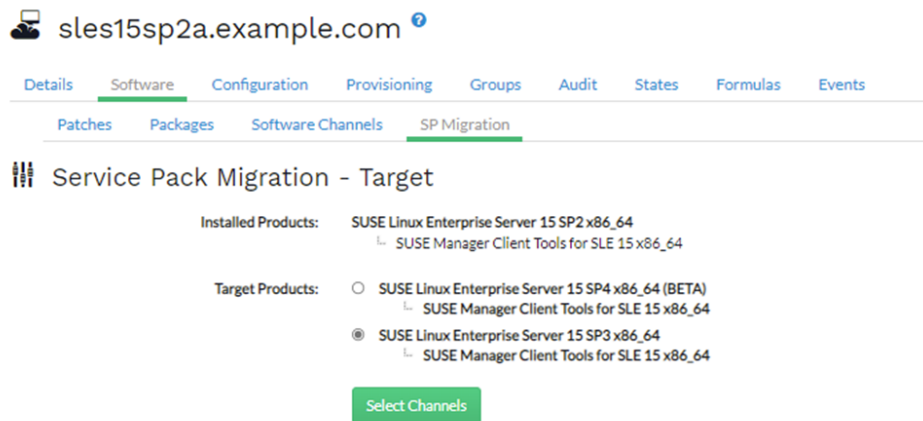 sles15sp2a.example.com ?
Details Software Configuration Provisioning Groups Audit States Formulas Events
Patches Packages Software Channels SP Migration
Service Pack Migration - Target
Installed Products: SUSE Linux Enterprise Server 15 SP2 x86_64
SUSE Manager Client Tools for SLE 15 x86_64
Target Products: SUSE Linux Enterprise Server 15 SP4 x86_64 (BETA)
SUSE Manager Client Tools for SLE 15 x86_64
SUSE Linux Enterprise Server 15 SP3 x86_64
SUSE Manager Client Tools for SLE 15 x86_64
Select Channels